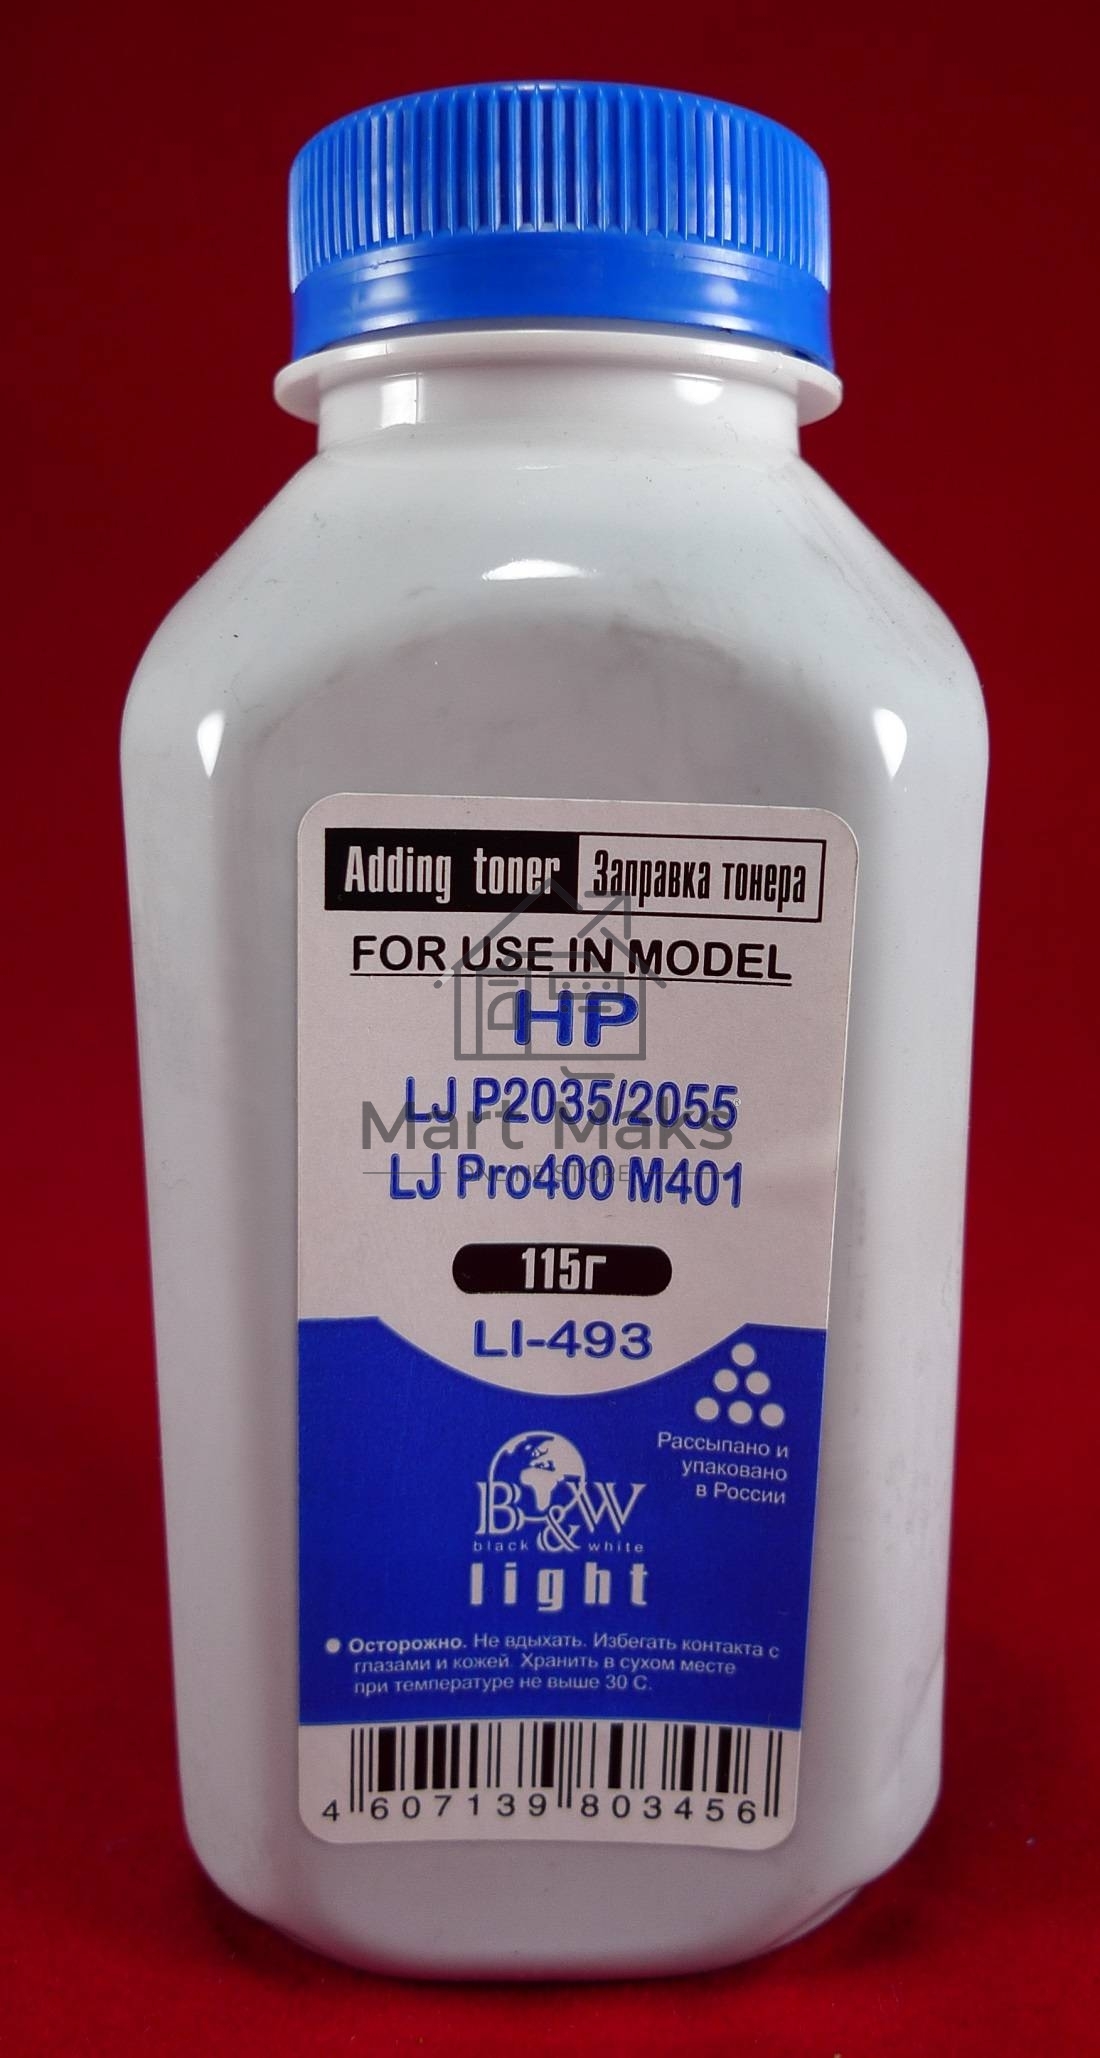 Adding toner Заправка тонера
FOR USE IN MODEL
HP
LJ P2035/2055
Mart Maks
LJ Pro400 M401
ONLINE STORE
115г
LI-493
Рассыпано и
упаковано
в России
B&W
black white
light
Осторожно. Не вдыхать. Избегать контакта с
глазами и кожей. Хранить в сухом месте
при температуре не выше 30 С.
4 607139 803456